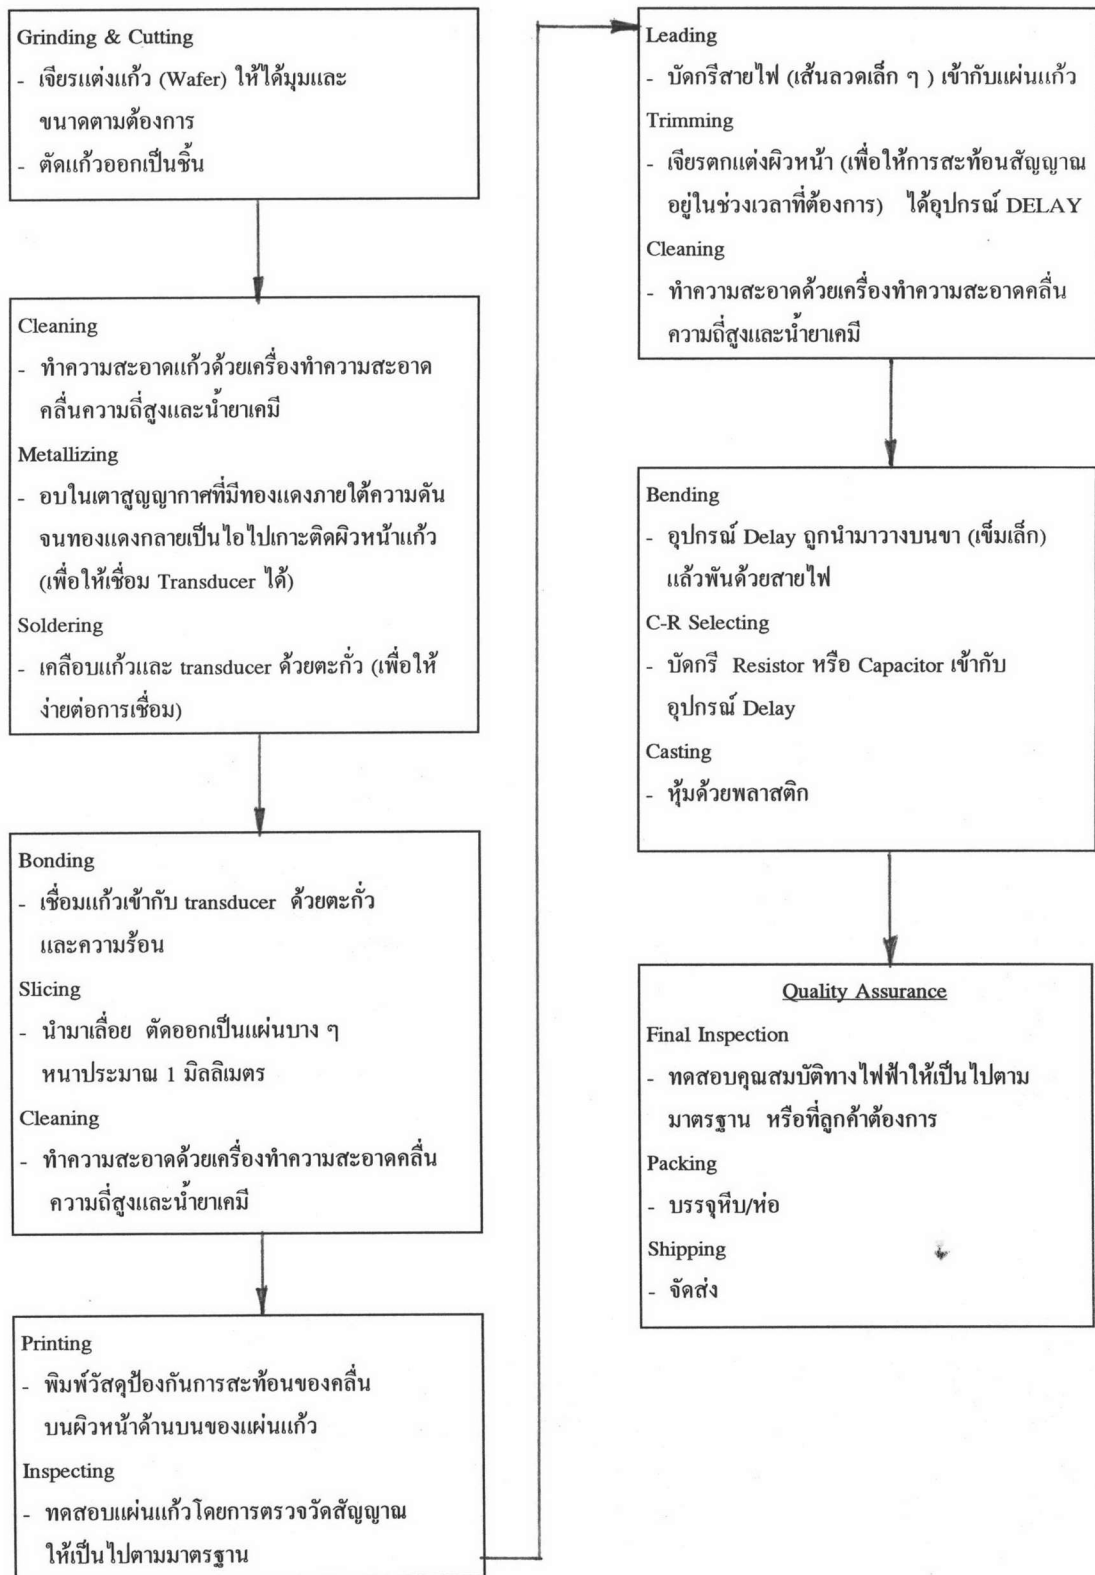 Grinding & Cutting
- เจียรแต่งแก้ว (Wafer) ให้ได้มุมและ
ขนาดตามต้องการ
- ตัดแก้วออกเป็นชิ้น
Cleaning
- ทำความสะอาดแก้วด้วยเครื่องทำความสะอาด
คลื่นความถี่สูงและน้ำยาเคมี
Metallizing
- อบในเตาสูญญากาศที่มีทองแดงภายใต้ความดัน
จนทองแดงกลายเป็นไอไปเกาะติดผิวหน้าแก้ว
(เพื่อให้เชื่อม Transducer ได้)
Soldering
- เคลือบแก้วและ transducer ด้วยตะกั่ว (เพื่อให้
ง่ายต่อการเชื่อม)
Bonding
- เชื่อมแก้วเข้ากับ transducer ด้วยตะกั่ว
และความร้อน
Slicing
- นำมาเลื่อย ตัดออกเป็นแผ่นบาง ๆ
หนาประมาณ 1 มิลลิเมตร
Cleaning
- ทำความสะอาดด้วยเครื่องทำความสะอาดคลื่น
ความถี่สูงและน้ำยาเคมี
Printing
- พิมพ์วัสดุป้องกันการสะท้อนของคลื่น
บนผิวหน้าด้านบนของแผ่นแก้ว
Inspecting
- ทดสอบแผ่นแก้วโดยการตรวจวัดสัญญาณ
ให้เป็นไปตามมาตรฐาน
Leading
- บัดกรีสายไฟ (เส้นลวดเล็ก ๆ ) เข้ากับแผ่นแก้ว
Trimming
- เจียรตกแต่งผิวหน้า (เพื่อให้การสะท้อนสัญญาณ
อยู่ในช่วงเวลาที่ต้องการ) ได้อุปกรณ์ DELAY
Cleaning
- ทำความสะอาดด้วยเครื่องทำความสะอาดคลื่น
ความถี่สูงและน้ำยาเคมี
Bending
- อุปกรณ์ Delay ถูกนำมาวางบนขา (เข็มเล็ก)
แล้วพันด้วยสายไฟ
C-R Selecting
- บัดกรี Resistor หรือ Capacitor เข้ากับ
อุปกรณ์ Delay
Casting
- หุ้มด้วยพลาสติก
Quality Assurance
Final Inspection
- ทดสอบคุณสมบัติทางไฟฟ้าให้เป็นไปตาม
มาตรฐาน หรือที่ลูกค้าต้องการ
Packing
- บรรจุหีบ/ห่อ
Shipping
- จัดส่ง